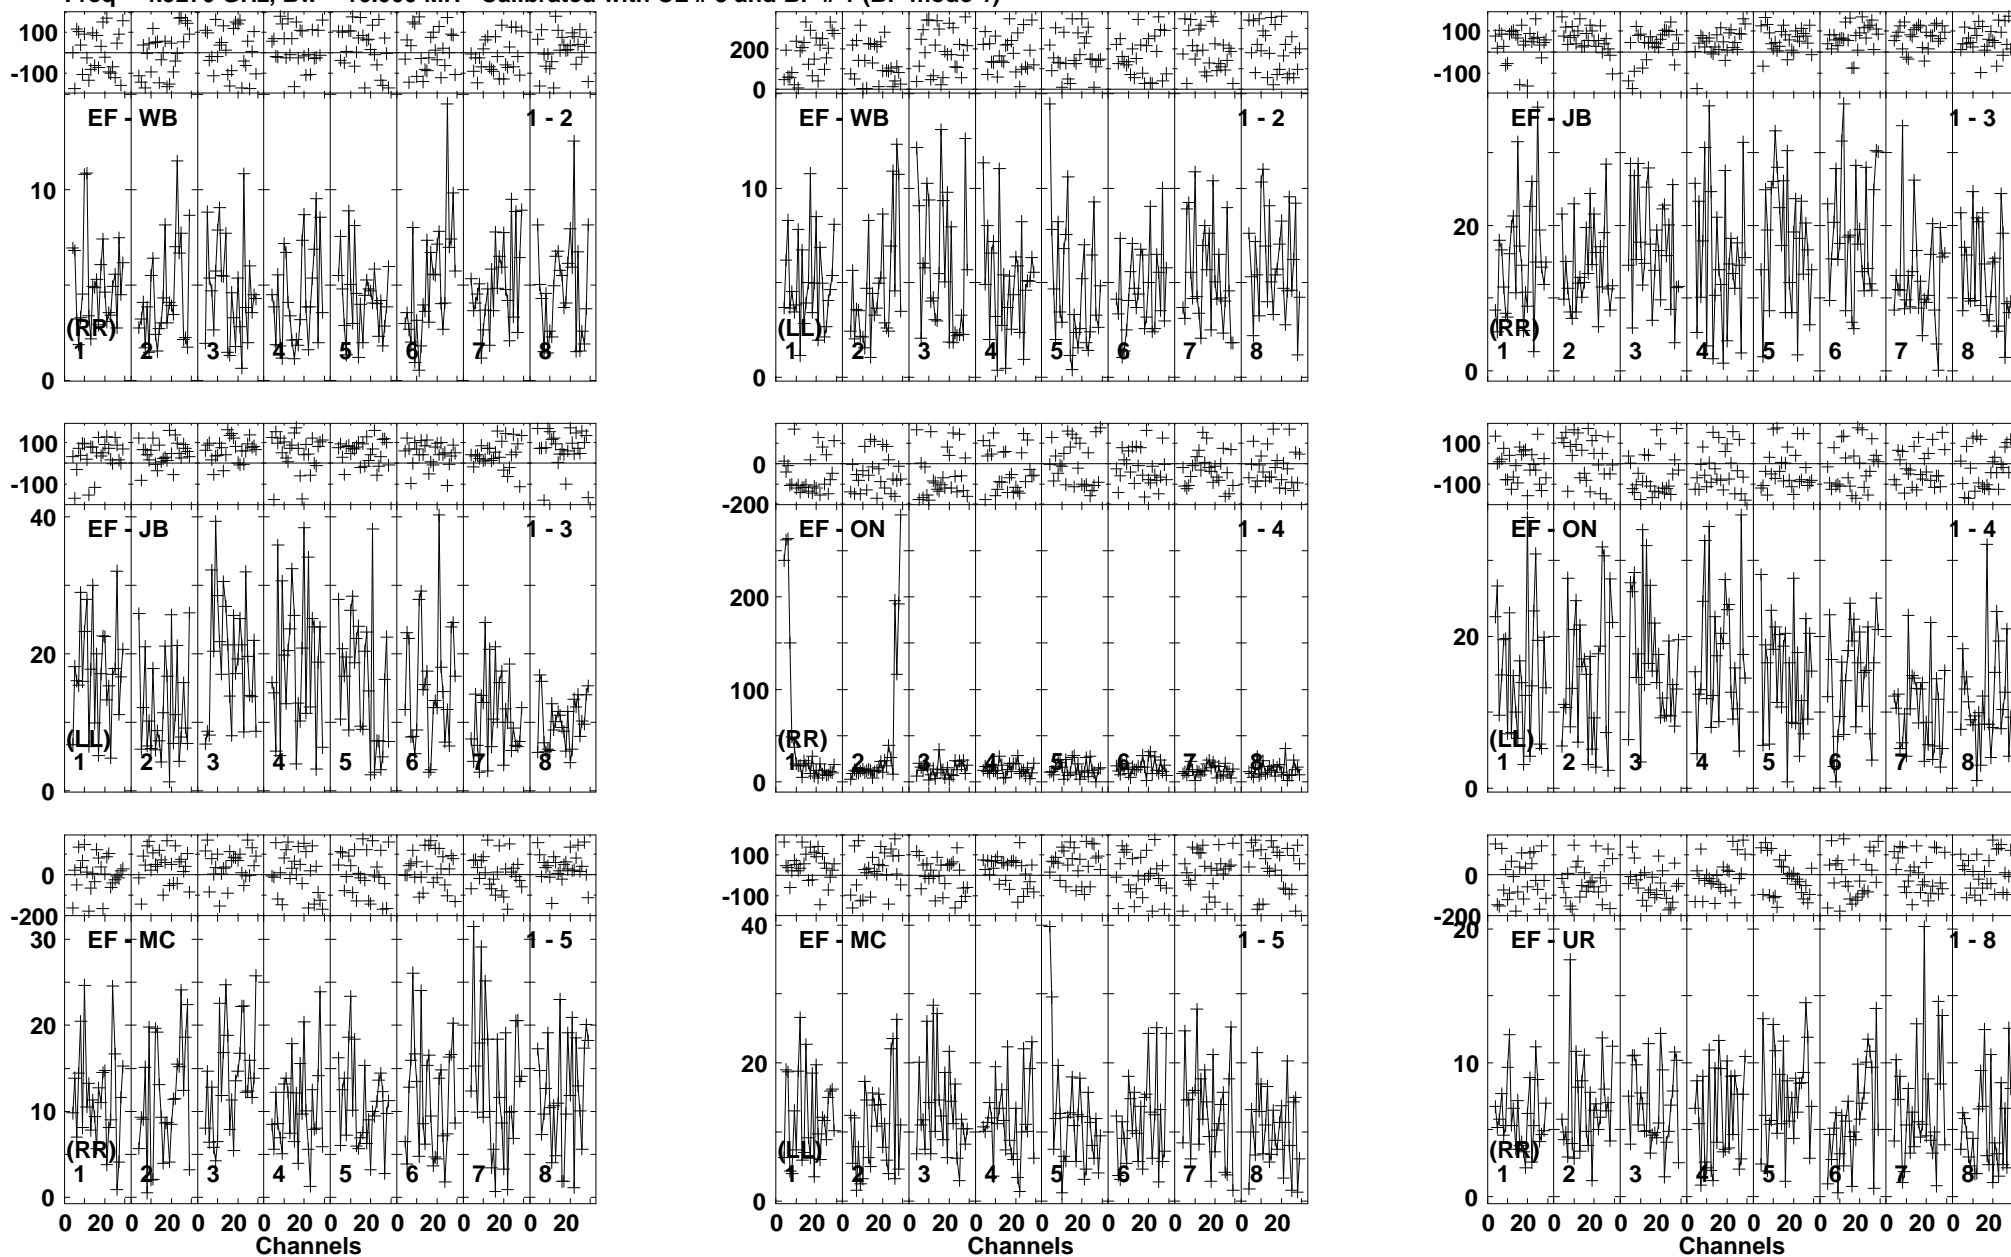 100 -100 200 0 100 -100
EF - WB 1 - 2 EF - WB 1 - 2 EF - JB 1 - 3
10 10 20
(RR) (LL) (RR)
1 2 3 4 5 6 7 8 1 2 3 4 5 6 7 8 1 2 3 4 5 6 7 8
0 0 0
100 -100 0 -200 100 -100
40
EF - JB 1 - 3 EF - ON 1 - 4 EF - ON 1 - 4
20 200 100 20
(LL) (RR) (LL)
1 2 3 4 5 6 7 8 1 2 3 4 5 6 7 8 1 2 3 4 5 6 7 8
0 0 0
0 -200 100 -100 0 -200
30 40 20
EF - MC 1 - 5 EF - MC 1 - 5 EF - UR 1 - 8
20 10 20 10
(RR) (LL) (RR)
1 2 3 4 5 6 7 8 1 2 3 4 5 6 7 8 1 2 3 4 5 6 7 8
0 0 0
0 20 0 20 0 20 0 20 0 20 0 20 0 20 0 20 0 20 0 20 0 20 0 20 0 20 0 20 0 20 0 20 0 20 0 20 0 20 0 20 0 20 0 20 0 20 0 20
Channels Channels Channels